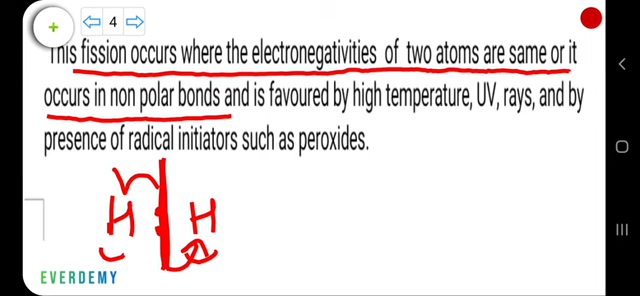 4
This fission occurs where the electronegativities of two atoms are same or it
occurs in non polar bonds and is favoured by high temperature, UV, rays, and by
presence of radical initiators such as peroxides.
H : H
EVERDEMY